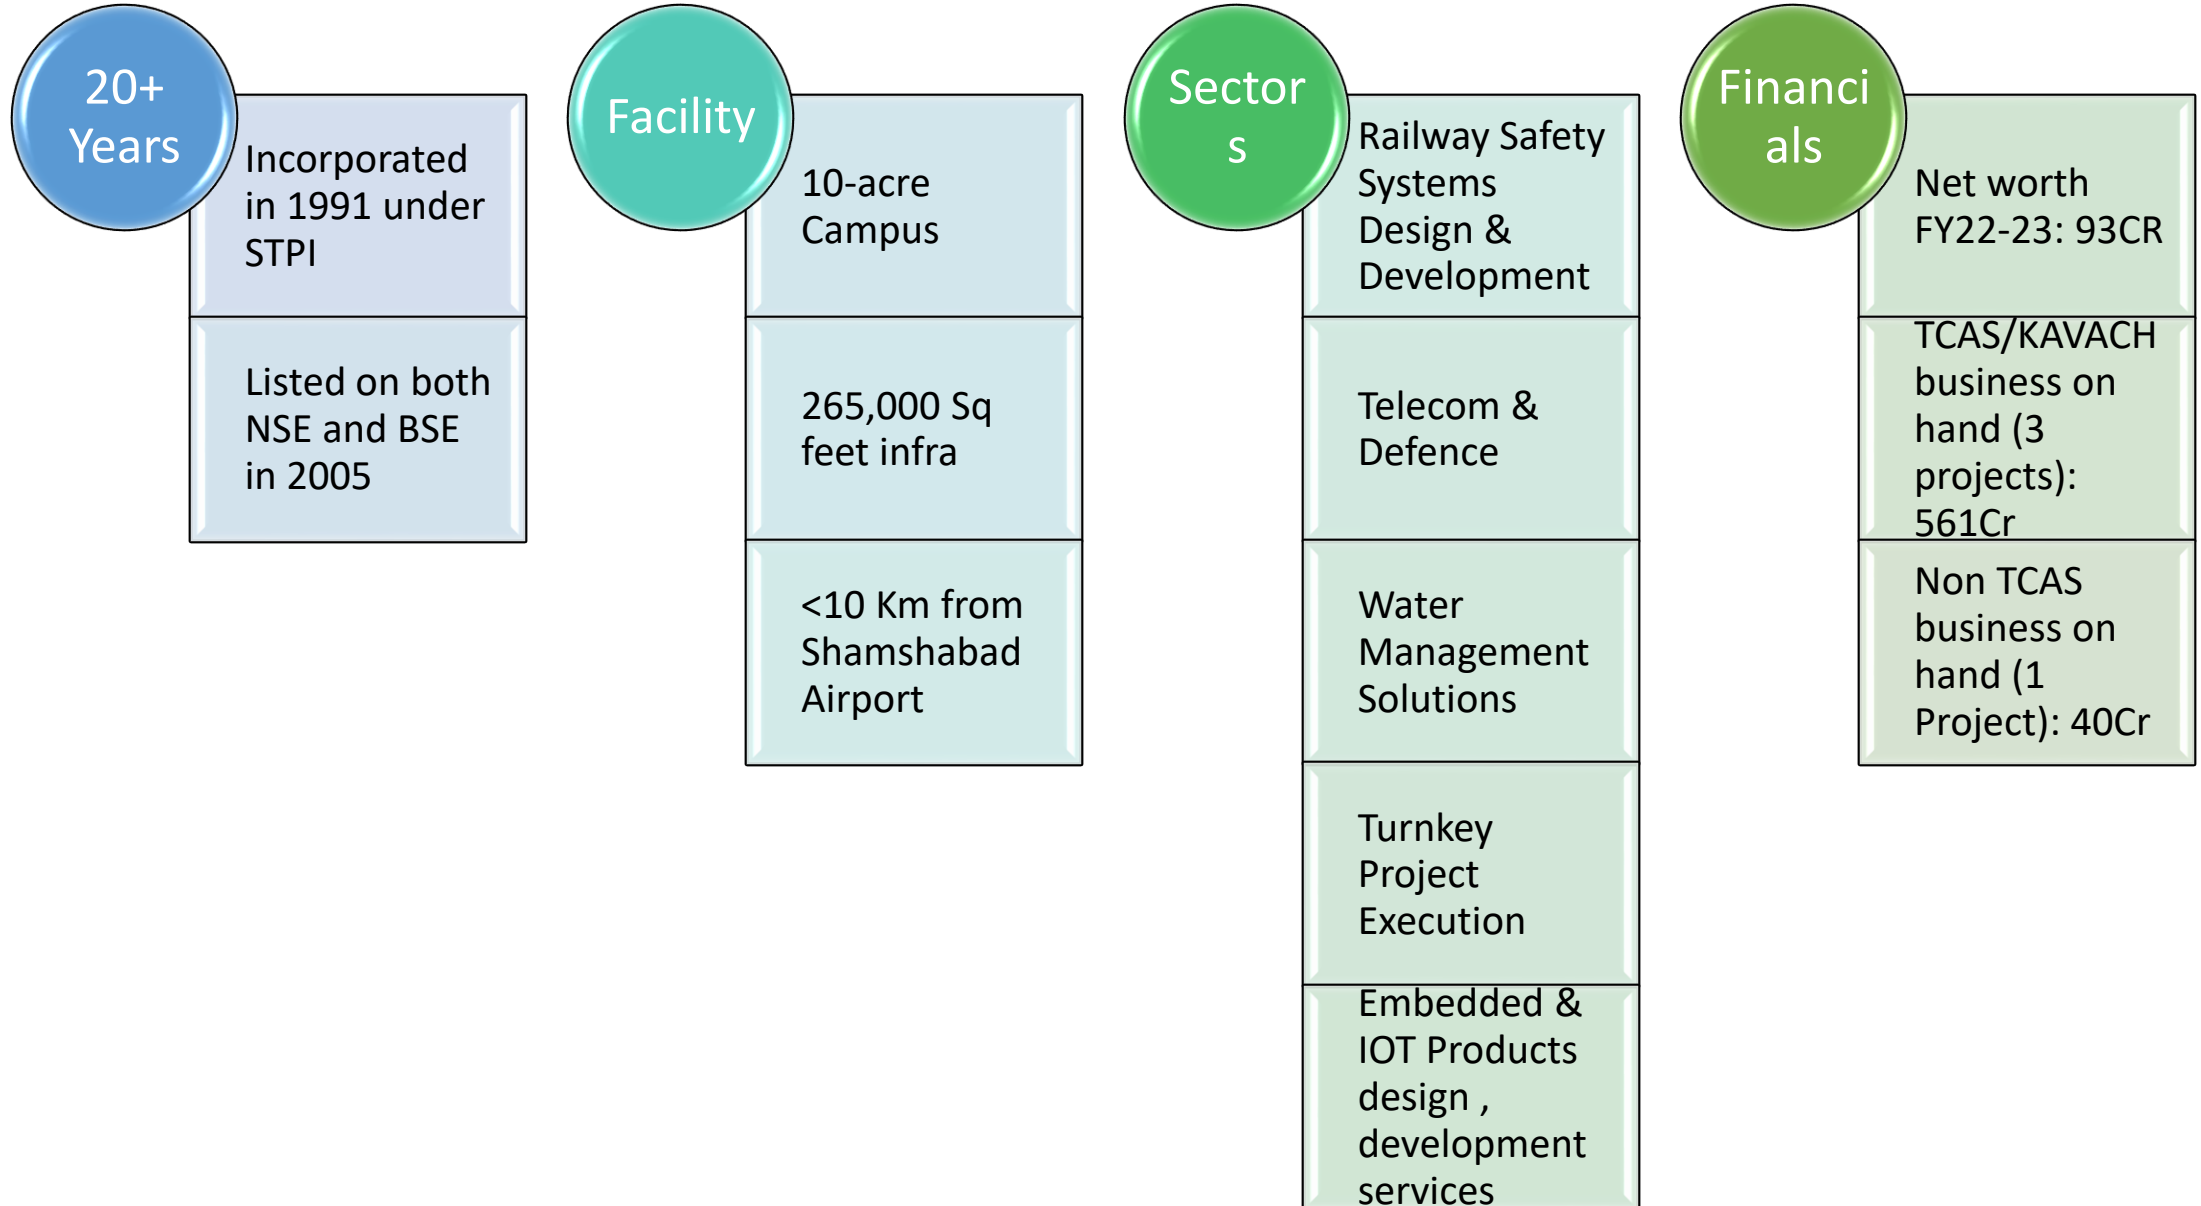 20+
Years
Incorporated
in 1991 under
STPI
Listed on both
NSE and BSE
in 2005
Facility
10-acre
Campus
265,000 Sq
feet infra
<10 Km from
Shamshabad
Airport
Sector
s
Railway Safety
Systems
Design &
Development
Telecom &
Defence
Water
Management
Solutions
Turnkey
Project
Execution
Embedded &
IOT Products
design ,
development
services
Financi
als
Net worth
FY22-23: 93CR
TCAS/KAVACH
business on
hand (3
projects):
561Cr
Non TCAS
business on
hand (1
Project): 40Cr